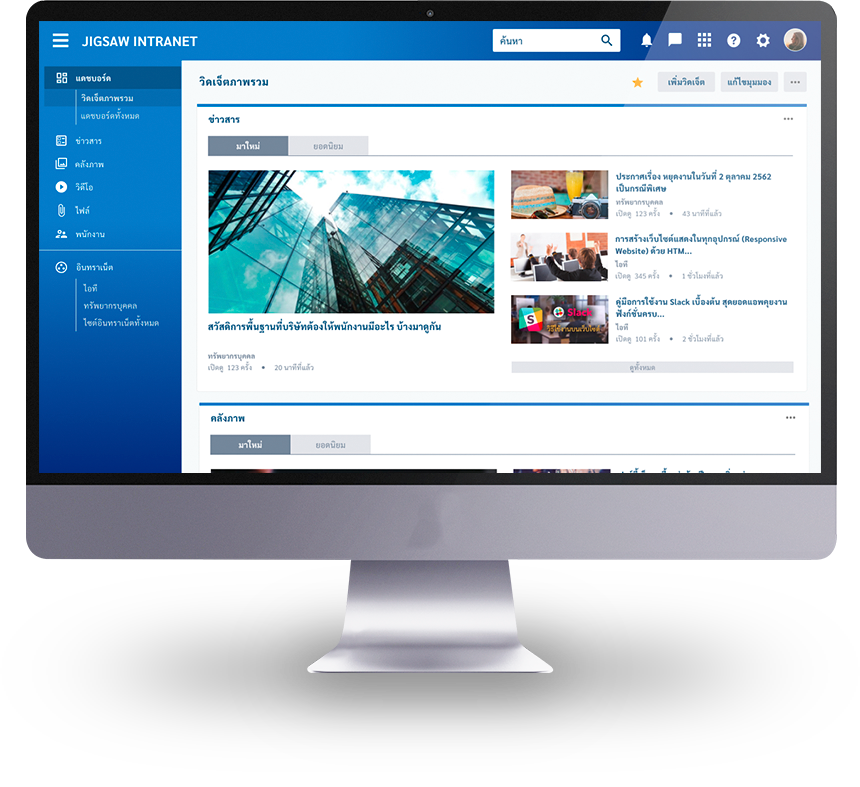 JIGSAW INTRANET
ค้นหา
แดชบอร์ด
วิดเจ็ตภาพรวม
แดชบอร์ดทั้งหมด
ข่าวสาร
คลังภาพ
วิดีโอ
ไฟล์
พนักงาน
อินทราเน็ต
ไอที
ทรัพยากรบุคคล
ไซต์อินทราเน็ตทั้งหมด
วิดเจ็ตภาพรวม
เพิ่มวิดเจ็ต
แก้ไขมุมมอง
ข่าวสาร
มาใหม่
ยอดนิยม
สวัสดิการพื้นฐานที่บริษัทต้องให้พนักงานมีอะไร บ้างมาดูกัน
ทรัพยากรบุคคล
เปิดดู 123 ครั้ง • 20 นาทีที่แล้ว
ประกาศเรื่อง หยุดงานในวันที่ 2 ตุลาคม 2562
เป็นกรณีพิเศษ
ทรัพยากรบุคคล
เปิดดู 123 ครั้ง • 43 นาทีที่แล้ว
การสร้างเว็บไซต์แสดงในทุกอุปกรณ์ (Responsive
Website) ด้วย HTM...
ไอที
เปิดดู 345 ครั้ง • 1 ชั่วโมงที่แล้ว
Slack
วิธีใช้งานบนเว็บไซต์
คู่มือการใช้งาน Slack เบื้องต้น สุดยอดแอพคุยงาน
ฟังก์ชั่นครบ...
ไอที
เปิดดู 101 ครั้ง • 2 ชั่วโมงที่แล้ว
ดูทั้งหมด
คลังภาพ
มาใหม่
ยอดนิยม